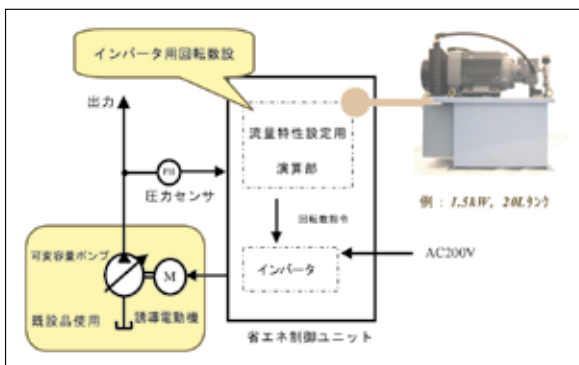 インバータ用回転数設
出力
流量特性設定用
演算部
PH
圧力センサ
例：1.5kW，20Lタンク
回転数指令
可変容量ポンプ
AC200V
M
インバータ
既設品使用
誘導電動機
省エネ制御ユニット